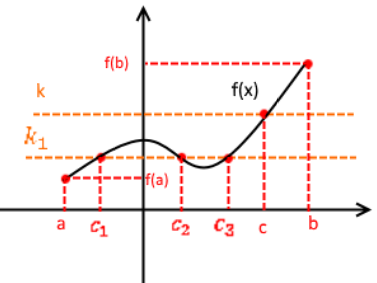 f(b)
k
f(x)
k₁
f(a)
a c₁ c₂ c₃ c b